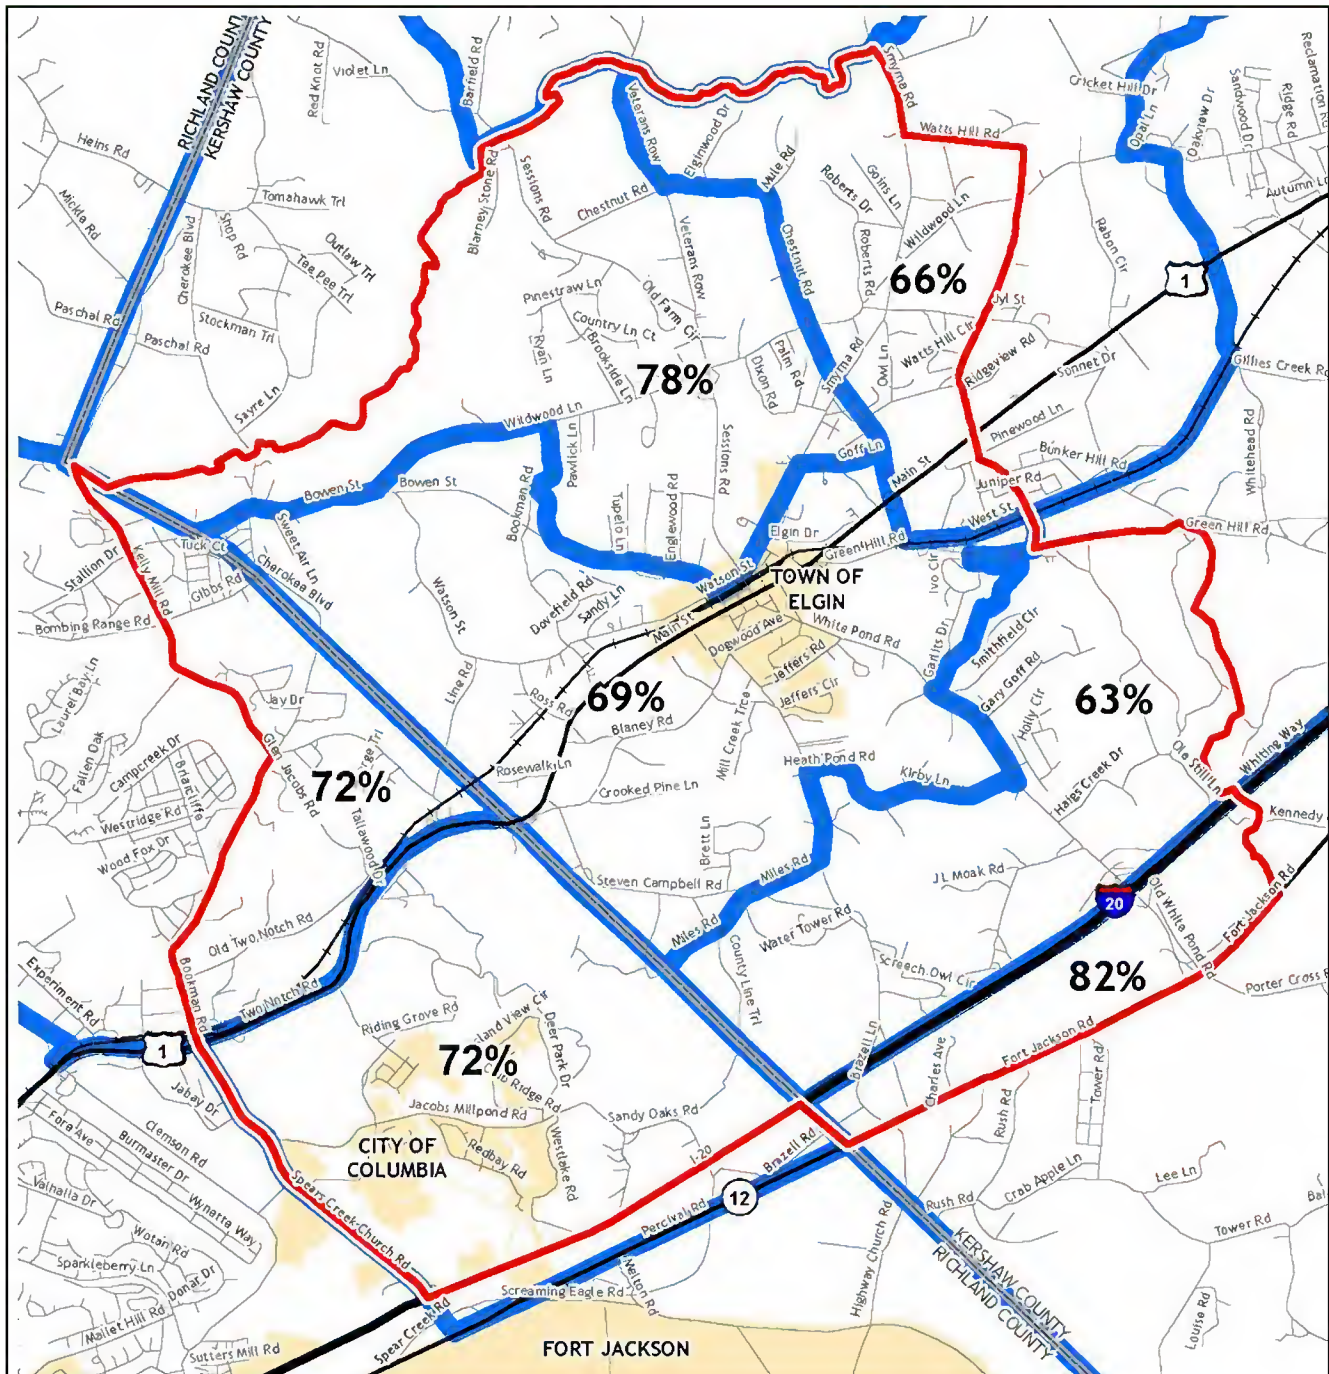 RICHLAND COUNTY
KERSHAW COUNTY
Red Knot Rd
Violet Ln
Barfield Rd
Smyrna Rd
Cricket Hill Dr
Opal Ln
Oakview Dr
Sandwood Dr
Ridge Rd
Reclamation Rd
Heins Rd
Mickle Rd
Tomahawk Trl
Shop Rd
Cherokee Blvd
Outlaw Trl
Tee Pee Trl
Stockman Trl
Paschal Rd
Paschal Rd
Sayre Ln
Blarney Stone Rd
Sessions Rd
Chestnut Rd
Veterans Row
Elginwood Dr
Mule Rd
Watts Hill Rd
Goins Ln
Roberts Dr
Wildwood Ln
Roberts Rd
Veterans Row
Chestnut Rd
Rabon Cir
Autumn Ln
66%
1
Jyl St
Pinestraw Ln
Old Farm Cir
Country Ln Ct
Ryan Ln
Brookside Ln
78%
Dixon Rd
Palm Rd
Smyrna Rd
Owl Ln
Watts Hill Cir
Ridgeview Rd
Sonnet Dr
Gillies Creek Rd
Whitehead Rd
Wildwood Ln
Pawlick Ln
Sessions Rd
Goff Ln
Main St
Pinewood Ln
Bunker Hill Rd
Juniper Rd
West St
Green Hill Rd
Bowen St
Bowen St
Bookman Rd
Tupelo Ln
Englewood Rd
Elgin Dr
Green Hill Rd
Ivo Cir
Stallion Dr
Tuck Ct
Sweet Air Ln
Kelly Mill Rd
Gibbs Rd
Cherokee Blvd
Bombing Range Rd
Watson St
Dovefield Rd
Sandy Ln
Watson St
Main St
TOWN OF
ELGIN
White Pond Rd
Dogwood Ave
Jeffers Rd
Jeffers Cir
Garlits Dr
Smithfield Cir
Gary Goff Rd
Holly Cir
63%
Laurel Bay Ln
Fallen Oak
Campcreek Dr
Briarcliffe
Jay Dr
Glen Jacobs Rd
Line Rd
Ross Rd
69%
Blaney Rd
Mill Creek Trce
Heath Pond Rd
Kirby Ln
Haigs Creek Dr
Old Still Ln
Whiting Way
Kennedy
72%
Rosewalk Ln
Crooked Pine Ln
Westridge Rd
Wood Fox Dr
Tallawood Dr
Brett Ln
Steven Campbell Rd
Miles Rd
J L Moak Rd
Old White Pond Rd
20
Fort Jackson Rd
Old Two Notch Rd
Bookman Rd
Miles Rd
County Line Trl
Water Tower Rd
Screech Owl Cir
82%
Porter Cross
Experiment Rd
Two Notch Rd
Riding Grove Rd
Deer Park Dr
72%
1
Brazell Ln
Charles Ave
Fort Jackson Rd
Tower Rd
Rush Rd
Jabay Dr
Jacobs Millpond Rd
Sandy Oaks Rd
Fore Ave
Burmaster Dr
Clemson Rd
Wynette Way
Valhalla Dr
Wotan Rd
Sparkleberry Ln
Donar Dr
Mallet Hill Rd
Sutters Mill Rd
CITY OF
COLUMBIA
Redbay Rd
Westlake Rd
I-20
Brazell Rd
12
Percival Rd
Spears Creek Church Rd
Melton Rd
Screaming Eagle Rd
Spear Creek Rd
Highway Church Rd
Rush Rd
Crab Apple Ln
Lee Ln
Tower Rd
Louise Rd
KERSHAW COUNTY
RICHLAND COUNTY
FORT JACKSON